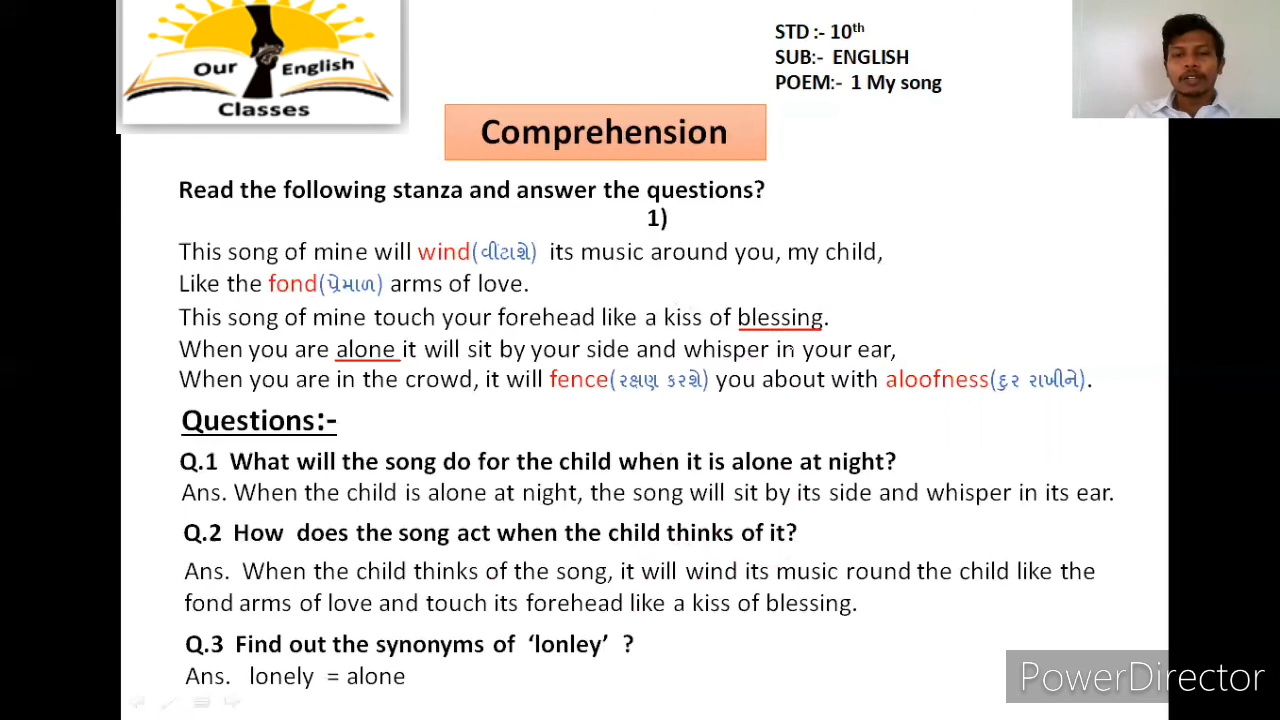 Our English
Classes
STD :- 10th
SUB:- ENGLISH
POEM:- 1 My song
Comprehension
Read the following stanza and answer the questions?
1)
This song of mine will wind(વીંટાશે) its music around you, my child,
Like the fond(પ્રેમાળ) arms of love.
This song of mine touch your forehead like a kiss of blessing.
When you are alone it will sit by your side and whisper in your ear,
When you are in the crowd, it will fence(રક્ષણ કરશે) you about with aloofness(દુર રાખીને).
Questions:-
Q.1 What will the song do for the child when it is alone at night?
Ans. When the child is alone at night, the song will sit by its side and whisper in its ear.
Q.2 How does the song act when the child thinks of it?
Ans. When the child thinks of the song, it will wind its music round the child like the
fond arms of love and touch its forehead like a kiss of blessing.
Q.3 Find out the synonyms of ‘lonley’ ?
Ans. lonely = alone
PowerDirector